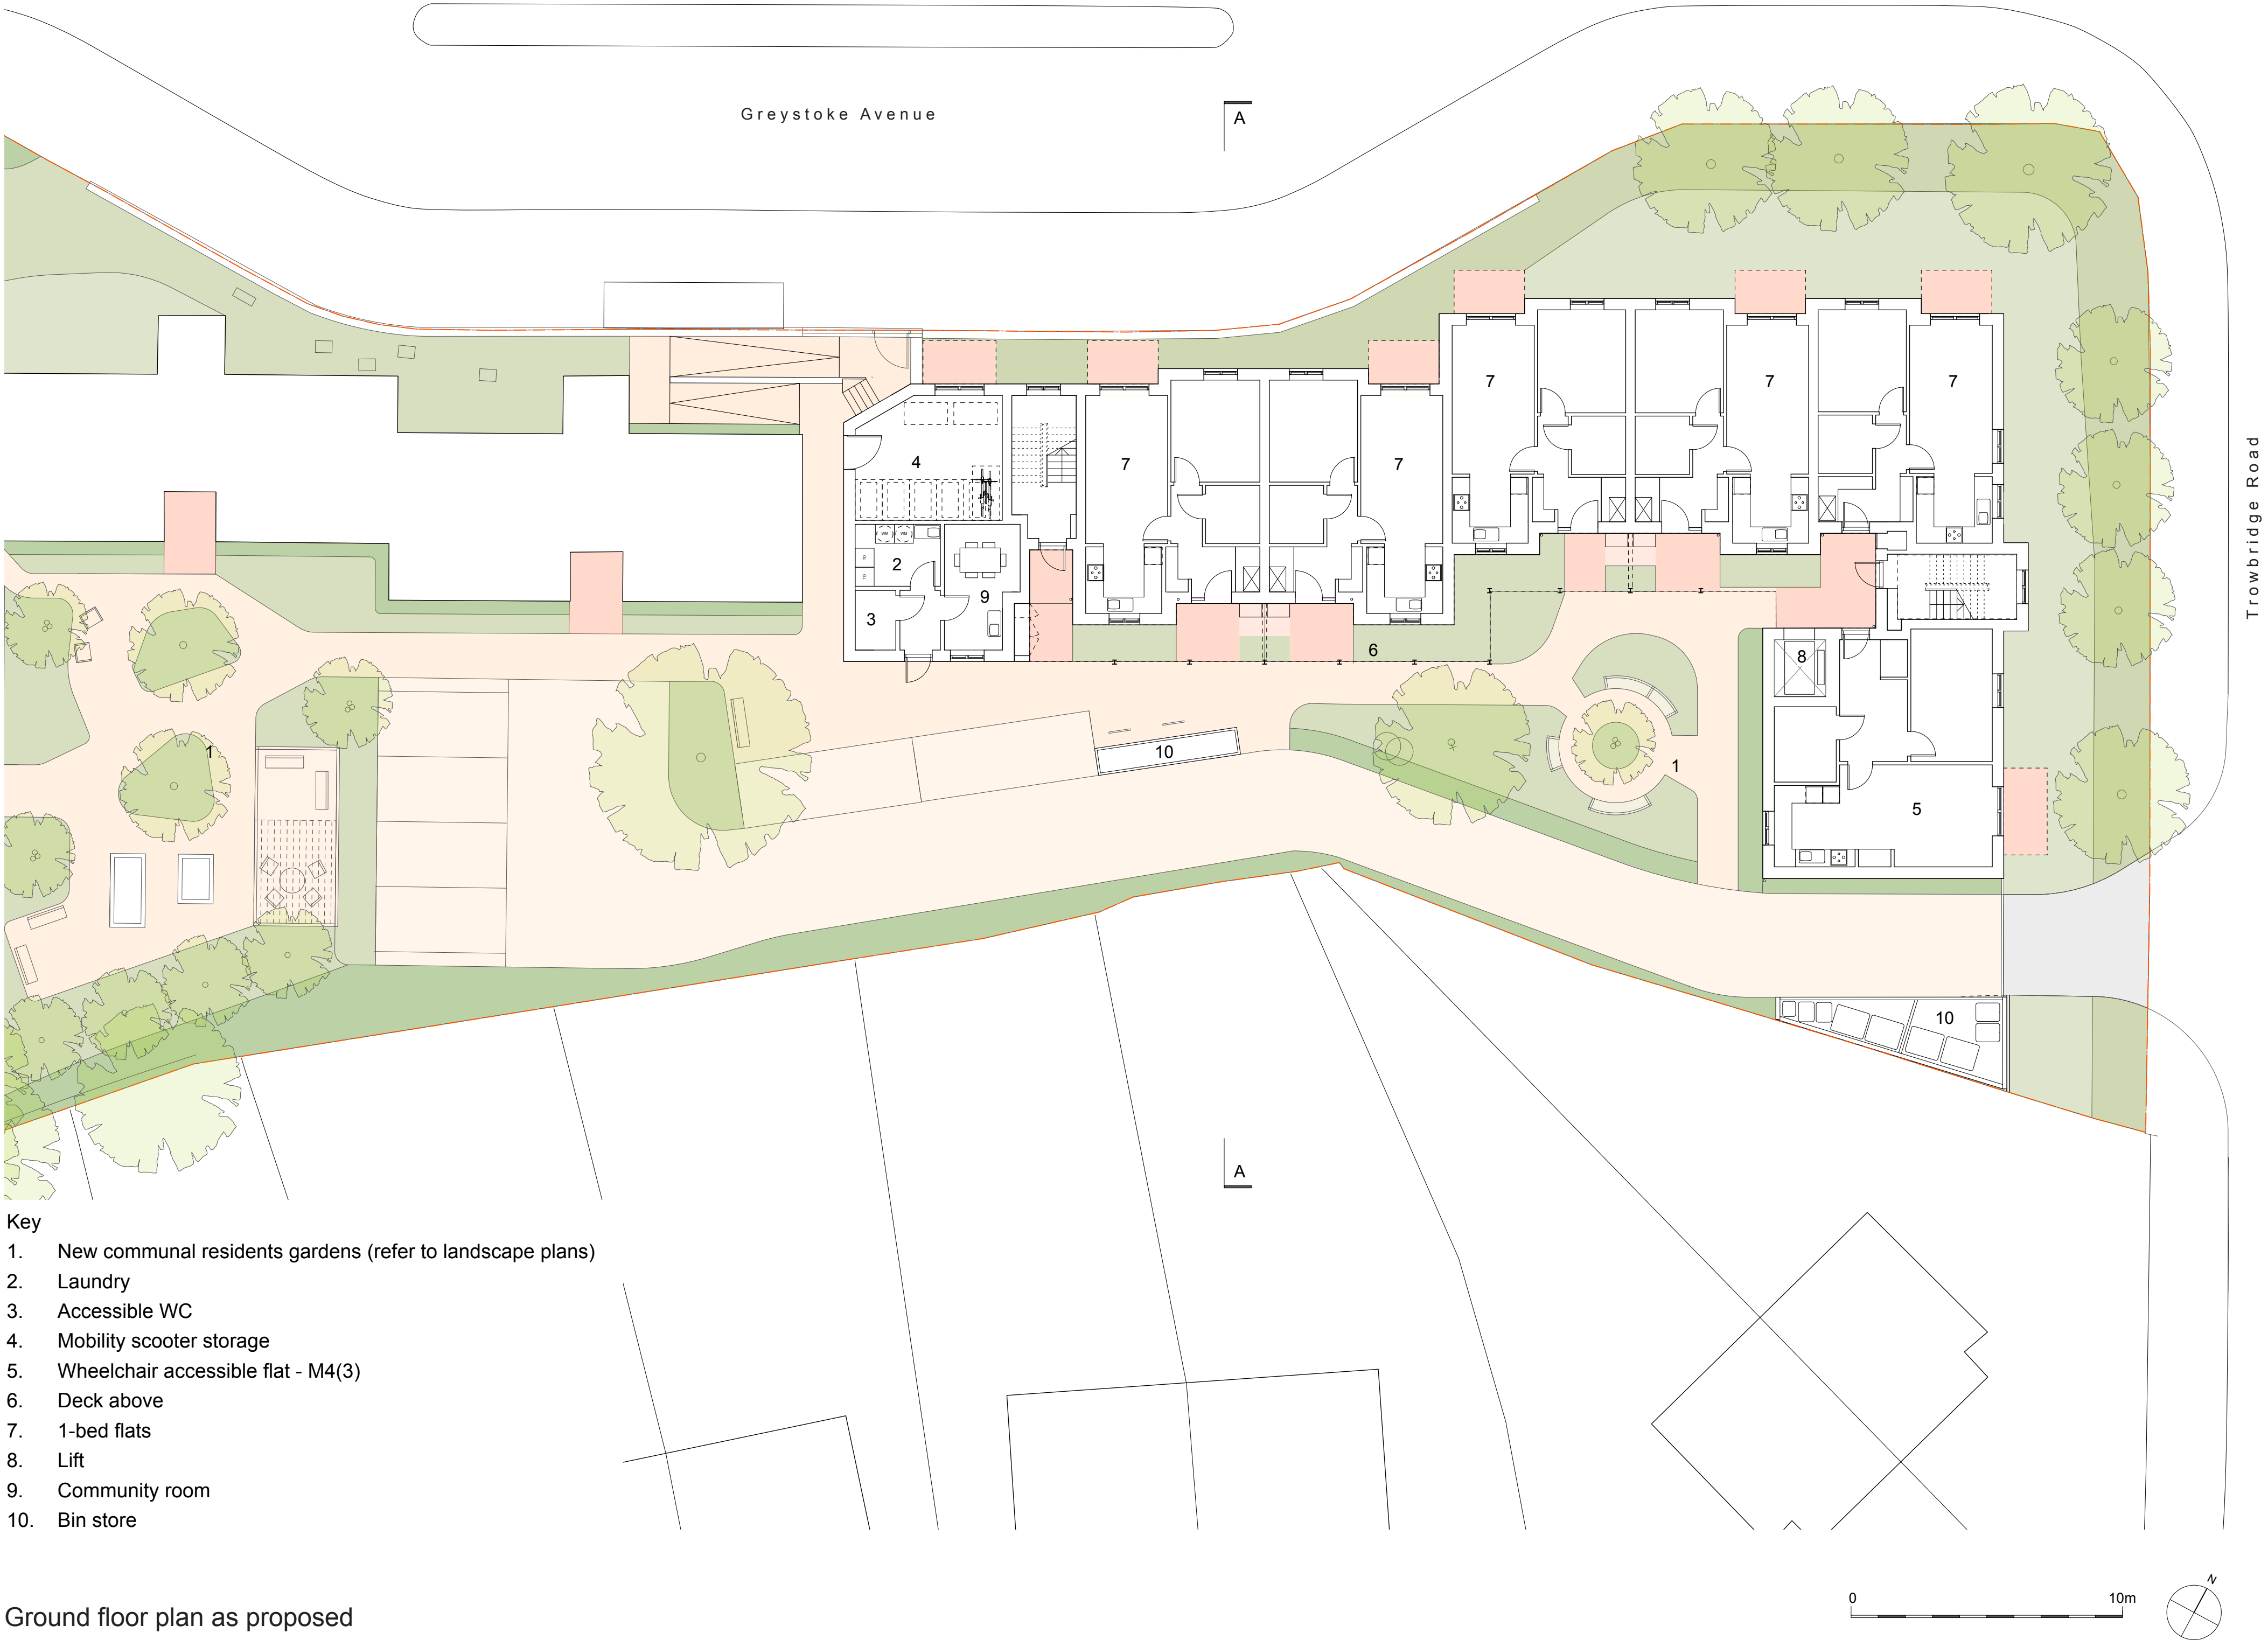 Greystoke Avenue
A
7
7
7
Trowbridge Road
4
7
7
2
9
3
6
8
1
10
1
5
10
A
Key
1. New communal residents gardens (refer to landscape plans)
2. Laundry
3. Accessible WC
4. Mobility scooter storage
5. Wheelchair accessible flat - M4(3)
6. Deck above
7. 1-bed flats
8. Lift
9. Community room
10. Bin store
Ground floor plan as proposed
0 10m
N